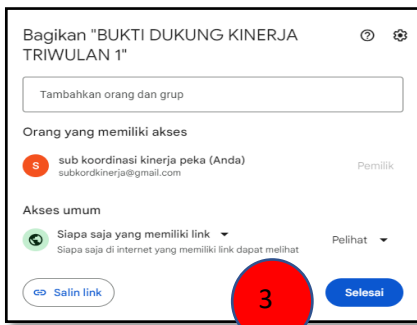 Bagikan "BUKTI DUKUNG KINERJA
TRIWULAN 1"
Tambahkan orang dan grup
Orang yang memiliki akses
S
sub koordinasi kinerja peka (Anda)
Pemilik
subkordkinerja@gmail.com
Akses umum
Siapa saja yang memiliki link
Pelihat
Siapa saja di internet yang memiliki link dapat melihat
Salin link
3
Selesai